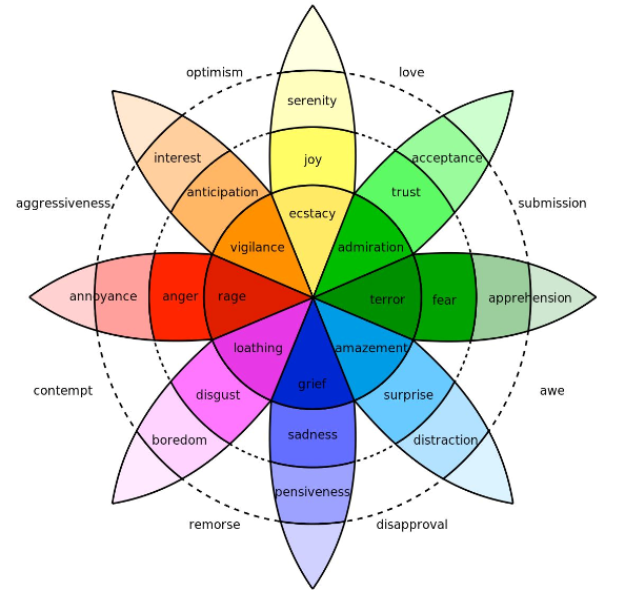 optimism
love
serenity
interest
acceptance
joy
anticipation
trust
aggressiveness
submission
ecstacy
vigilance
admiration
annoyance
anger
rage
terror
fear
apprehension
loathing
amazement
grief
disgust
surprise
contempt
awe
sadness
boredom
distraction
pensiveness
remorse
disapproval